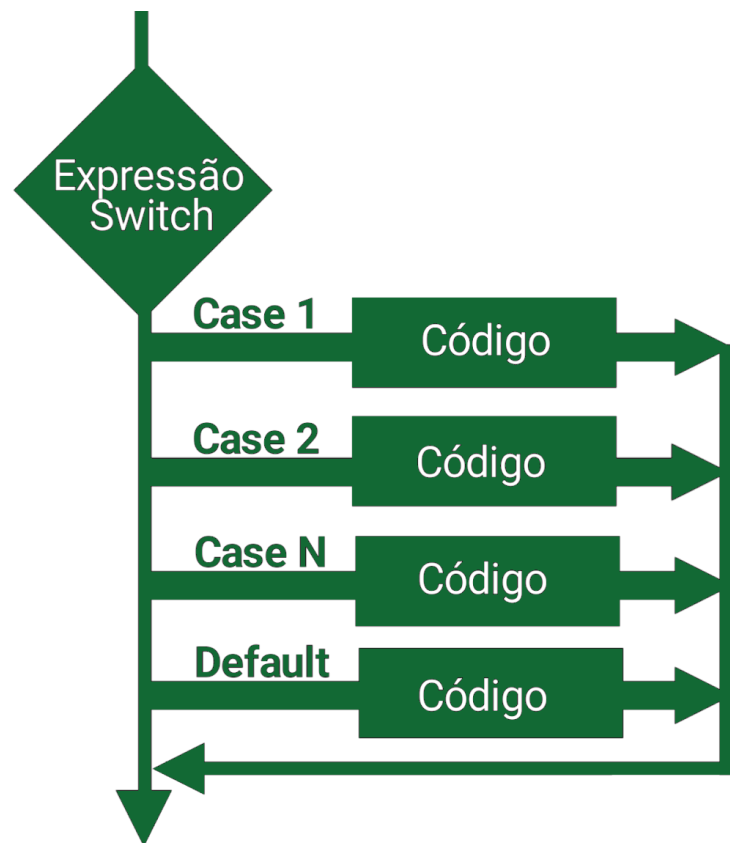 Expressão
Switch
Case 1
Código
Case 2
Código
Case N
Código
Default
Código